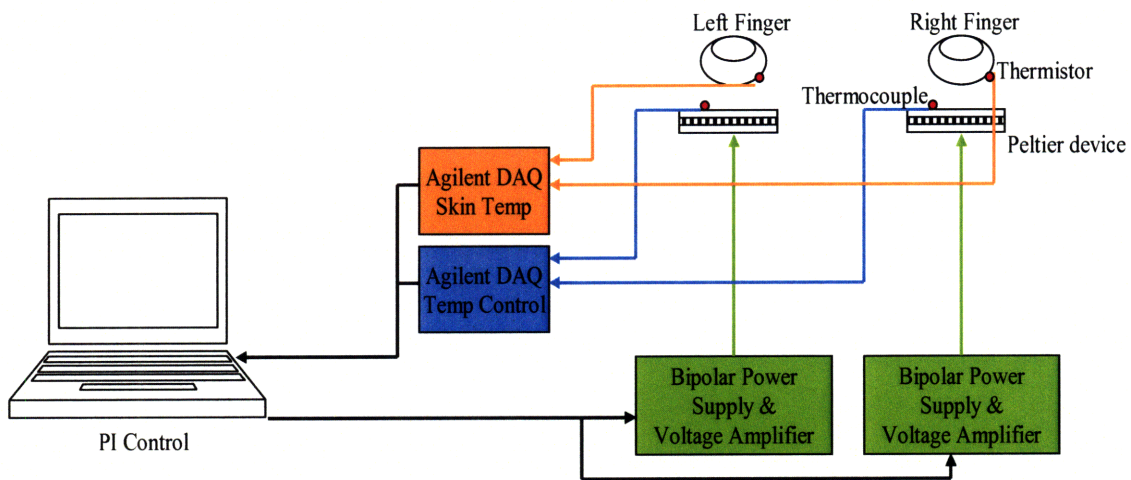 Left Finger
Right Finger
Thermistor
Thermocouple
Peltier device
Agilent DAQ
Skin Temp
Agilent DAQ
Temp Control
Bipolar Power
Supply &
Voltage Amplifier
Bipolar Power
Supply &
Voltage Amplifier
PI Control